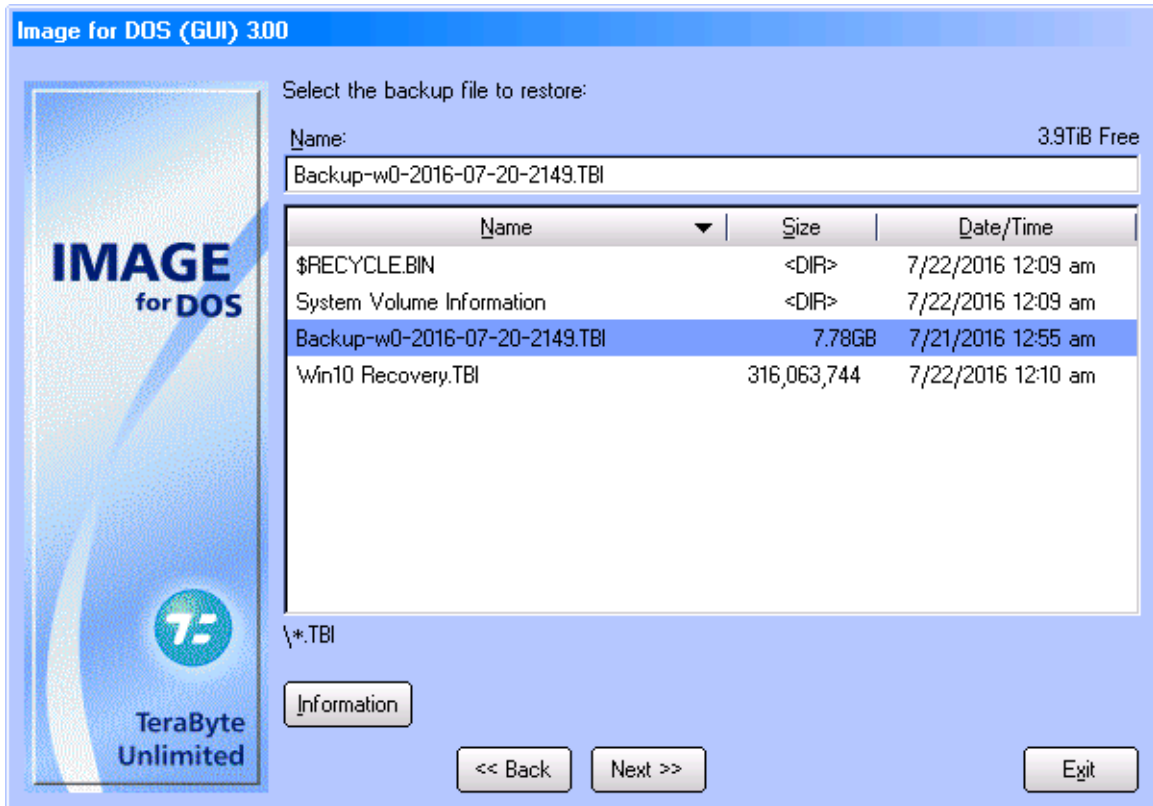 Image for DOS (GUI) 3.00
Select the backup file to restore:
Name: 3.9TiB Free
Backup-w0-2016-07-20-2149.TBI
Name Size Date/Time
$RECYCLE.BIN <DIR> 7/22/2016 12:09 am
System Volume Information <DIR> 7/22/2016 12:09 am
Backup-w0-2016-07-20-2149.TBI 7.78GB 7/21/2016 12:55 am
Win10 Recovery.TBI 316,063,744 7/22/2016 12:10 am
\*.TBI
Information
<< Back Next >> Exit
IMAGE
for DOS
TeraByte
Unlimited